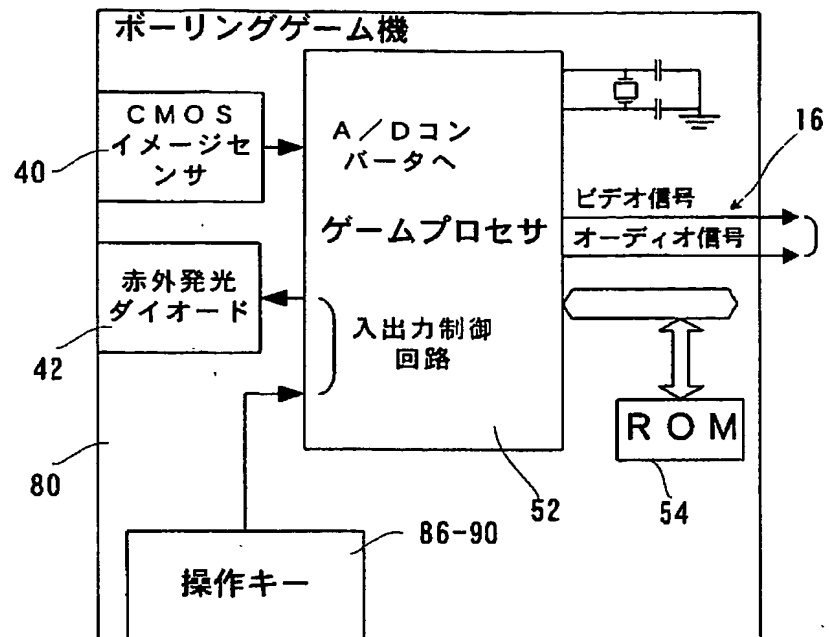 ボーリングゲーム機
CMOS
イメージセ
ンサ
40
A/Dコン
バータへ
ゲームプロセサ
16
ビデオ信号
オーディオ信号
赤外発光
ダイオード
42
入出力制御
回路
ROM
54
80
52
86-90
操作キー